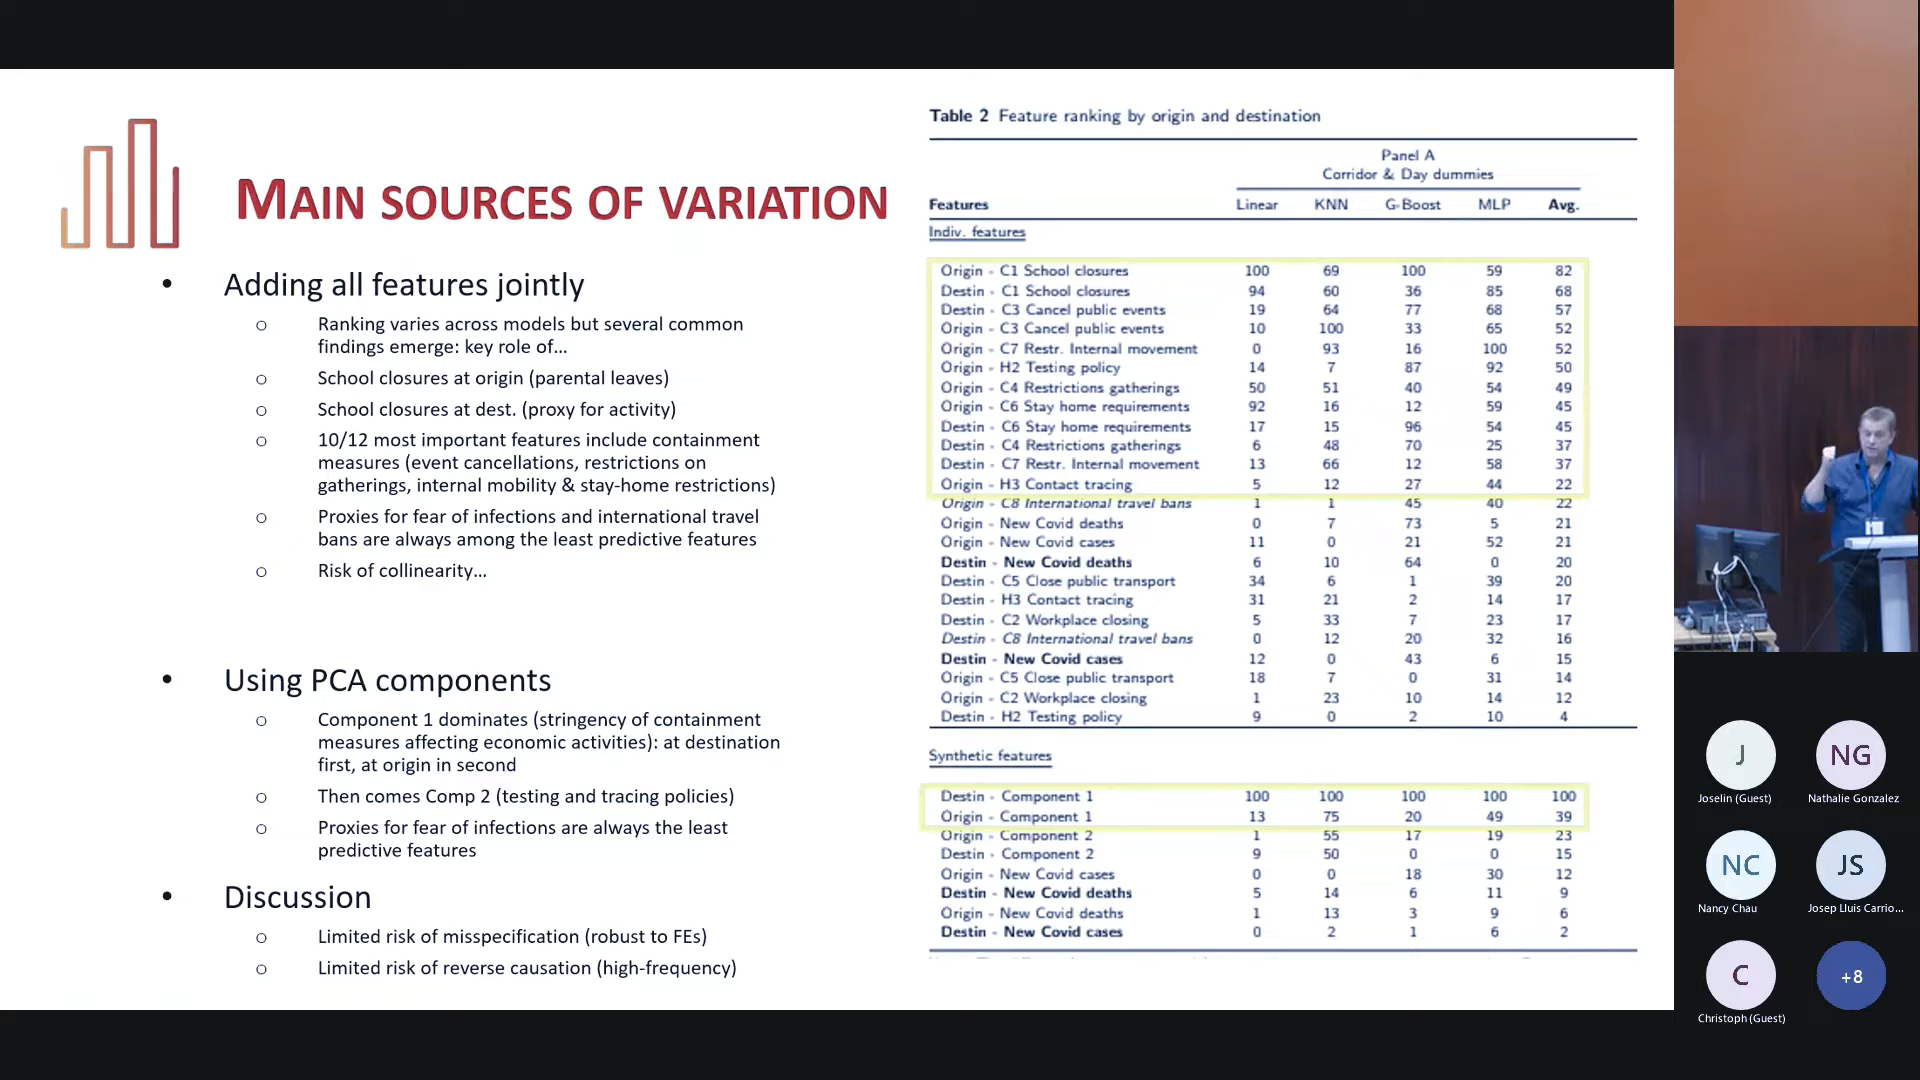 MAIN SOURCES OF VARIATION
• Adding all features jointly
o Ranking varies across models but several common
findings emerge: key role of...
o School closures at origin (parental leaves)
o School closures at dest. (proxy for activity)
o 10/12 most important features include containment
measures (event cancellations, restrictions on
gatherings, internal mobility & stay-home restrictions)
o Proxies for fear of infections and international travel
bans are always among the least predictive features
o Risk of collinearity...
• Using PCA components
o Component 1 dominates (stringency of containment
measures affecting economic activities): at destination
first, at origin in second
o Then comes Comp 2 (testing and tracing policies)
o Proxies for fear of infections are always the least
predictive features
• Discussion
o Limited risk of misspecification (robust to FEs)
o Limited risk of reverse causation (high-frequency)
Table 2 Feature ranking by origin and destination
Panel A
Corridor & Day dummies
Features Linear KNN G-Boost MLP Avg.
Indiv. features
Origin - C1 School closures 100 69 100 59 82
Destin - C1 School closures 94 60 36 85 68
Destin - C3 Cancel public events 19 64 77 68 57
Origin - C3 Cancel public events 10 100 33 65 52
Origin - C7 Restr. Internal movement 0 93 16 100 52
Origin - H2 Testing policy 14 7 87 92 50
Origin - C4 Restrictions gatherings 50 51 40 54 49
Origin - C6 Stay home requirements 92 16 12 59 45
Destin - C6 Stay home requirements 17 15 96 54 45
Destin - C4 Restrictions gatherings 6 48 70 25 37
Destin - C7 Restr. Internal movement 13 66 12 58 37
Origin - H3 Contact tracing 5 12 27 44 22
Origin - C8 International travel bans 1 1 45 40 22
Origin - New Covid deaths 0 7 73 5 21
Origin - New Covid cases 11 0 21 52 21
Destin - New Covid deaths 6 10 64 0 20
Destin - C5 Close public transport 34 6 1 39 20
Destin - H3 Contact tracing 31 21 2 14 17
Destin - C2 Workplace closing 5 33 7 23 17
Destin - C8 International travel bans 0 12 20 32 16
Destin - New Covid cases 12 0 43 6 15
Origin - C5 Close public transport 18 7 0 31 14
Origin - C2 Workplace closing 1 23 10 14 12
Destin - H2 Testing policy 9 0 2 10 4
Synthetic features
Destin - Component 1 100 100 100 100 100
Origin - Component 1 13 75 20 49 39
Origin - Component 2 1 55 17 19 23
Destin - Component 2 9 50 0 0 15
Origin - New Covid cases 0 0 18 30 12
Destin - New Covid deaths 5 14 6 11 9
Origin - New Covid deaths 1 13 3 9 6
Destin - New Covid cases 0 2 1 6 2
J NG
Joselin (Guest) Nathalie Gonzalez
NC JS
Nancy Chau Josep Lluis Carrio...
C +8
Christoph (Guest)